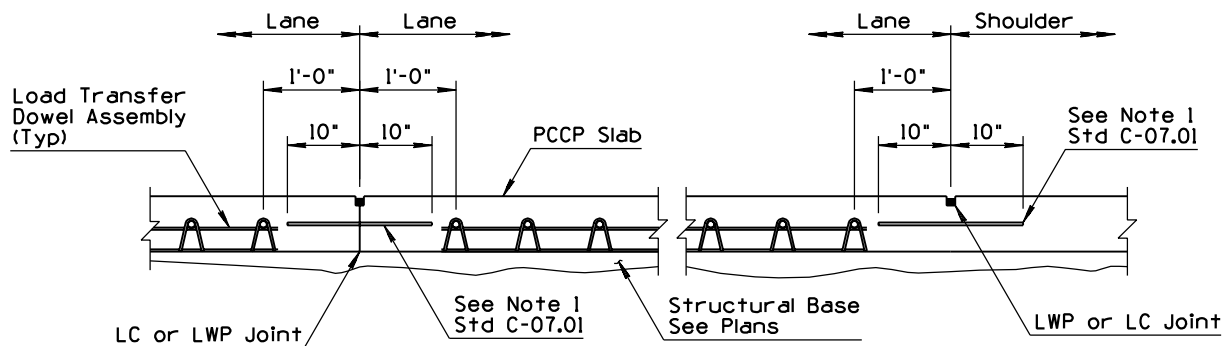 Lane Lane
Lane Shoulder
1'-0" 1'-0"
1'-0"
Load Transfer
Dowel Assembly
(Typ)
10" 10"
PCCP Slab
10" 10"
See Note 1
Std C-07.01
LC or LWP Joint
See Note 1
Std C-07.01
Structural Base
See Plans
LWP or LC Joint